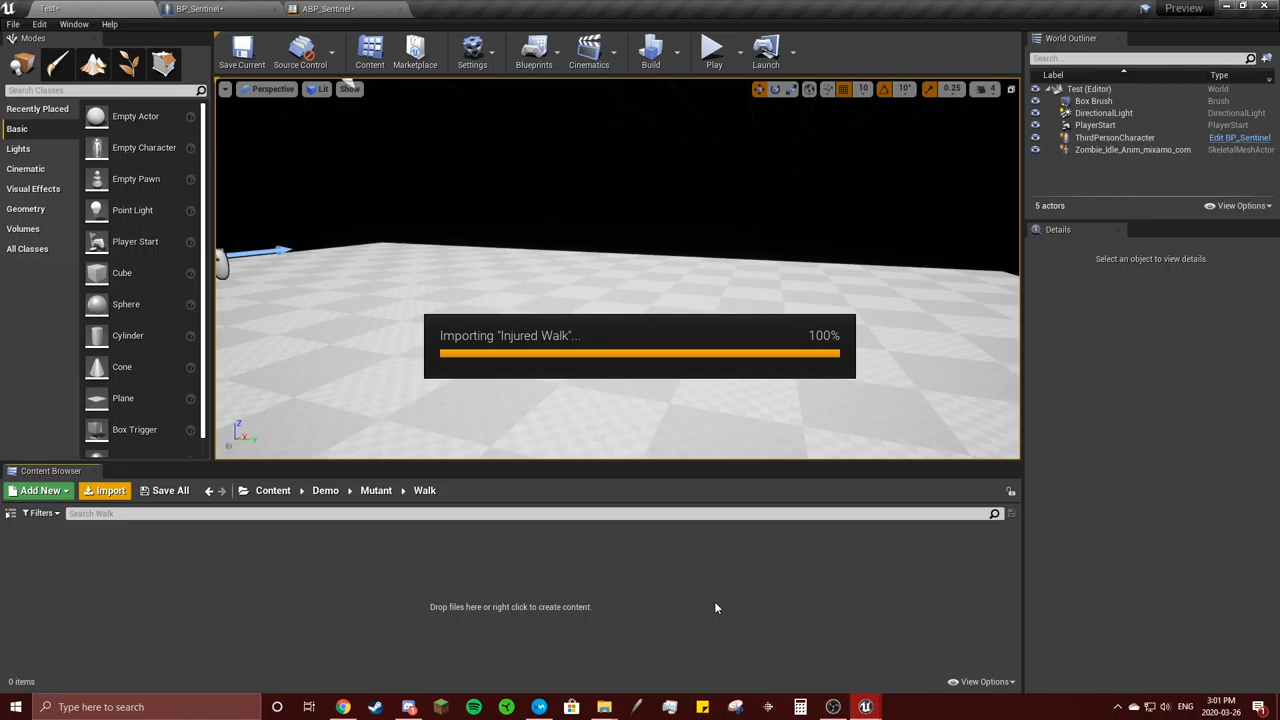 Test*
BP_Sentinel*
ABP_Sentinel*
Preview
File Edit Window Help
Modes
World Outliner
Save Current
Source Control
Content
Marketplace
Settings
Blueprints
Cinematics
Build
Play
Launch
Search...
Search Classes
Perspective
Lit
Show
10
10°
0.25
4
Label
Type
Recently Placed
Basic
Lights
Cinematic
Visual Effects
Geometry
Volumes
All Classes
Empty Actor
Empty Character
Empty Pawn
Point Light
Player Start
Cube
Sphere
Cylinder
Cone
Plane
Box Trigger
Test (Editor) World
Box Brush Brush
DirectionalLight DirectionalLight
PlayerStart PlayerStart
ThirdPersonCharacter Edit BP_Sentinel
Zombie_Idle_Anim_mixamo_com SkeletalMeshActor
5 actors
View Options
Details
Select an object to view details.
Importing "Injured Walk"... 100%
Z
X
Y
Content Browser
Add New
Import
Save All
Content
Demo
Mutant
Walk
Filters
Search Walk
Drop files here or right click to create content.
0 items
View Options
Type here to search
3:01 PM
2020-03-26